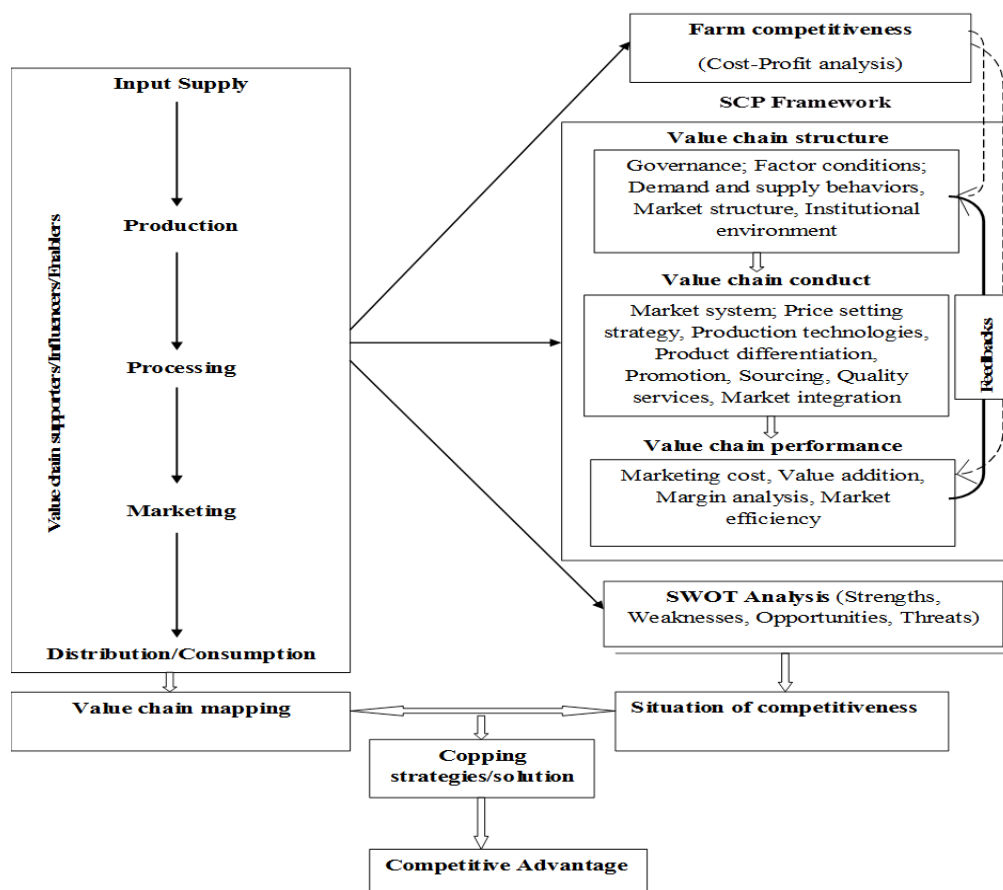 Input Supply
Production
Processing
Marketing
Distribution/Consumption
Value chain supporters/Influencers/Enablers
Value chain mapping
Farm competitiveness
(Cost-Profit analysis)
SCP Framework
Value chain structure
Governance; Factor conditions;
Demand and supply behaviors,
Market structure, Institutional
environment
Value chain conduct
Market system; Price setting
strategy, Production technologies,
Product differentiation,
Promotion, Sourcing, Quality
services, Market integration
Value chain performance
Marketing cost, Value addition,
Margin analysis, Market
efficiency
Feedbacks
SWOT Analysis (Strengths,
Weaknesses, Opportunities, Threats)
Situation of competitiveness
Copping
strategies/solution
Competitive Advantage